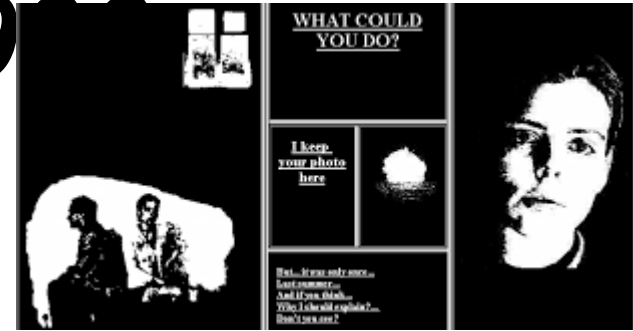 WHAT COULD
YOU DO?
I keep
your photo
here
But... it was only once...
Last summer...
And if you think...
Why I should explain?...
Don't you see?